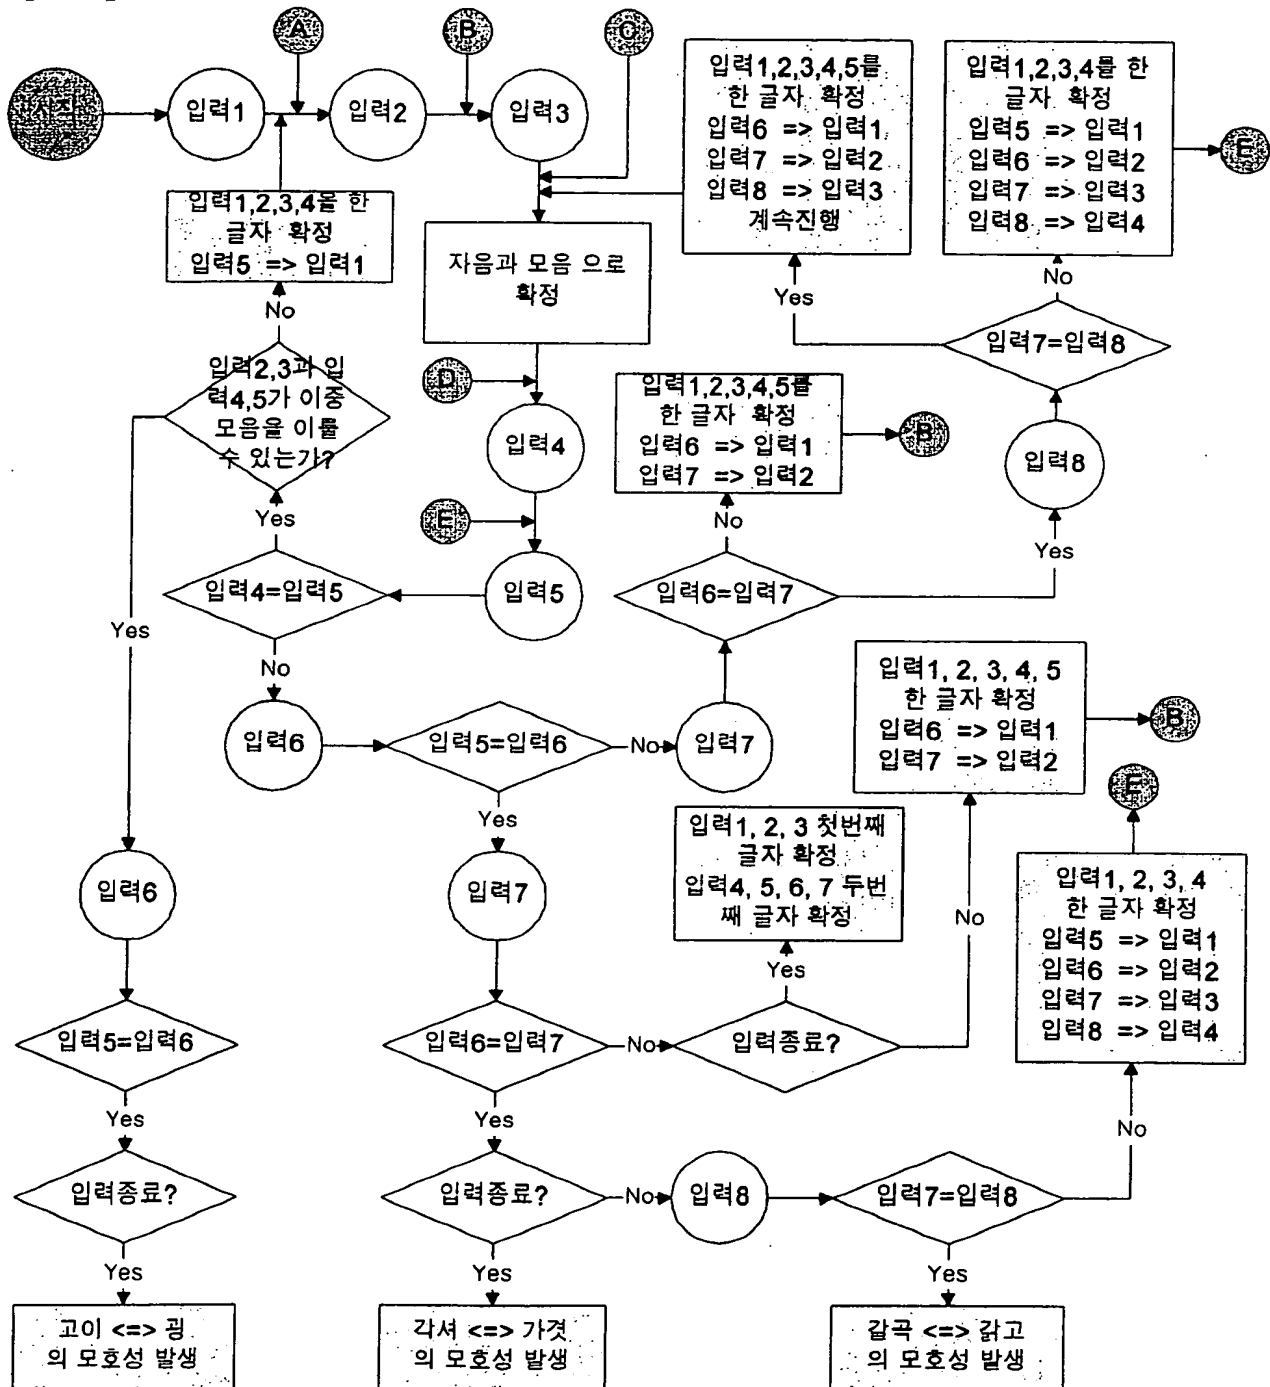 A
B
C
시작
입력1
입력2
입력3
입력1,2,3,4,5를
한 글자 확정
입력6 => 입력1
입력7 => 입력2
입력8 => 입력3
계속진행
입력1,2,3,4를 한
글자 확정
입력5 => 입력1
입력6 => 입력2
입력7 => 입력3
입력8 => 입력4
E
입력1,2,3,4을 한
글자 확정
입력5 => 입력1
자음과 모음 으로
확정
No
Yes
No
입력7=입력8
입력2,3과 입
력4,5가 이중
모음을 이룰
수 있는가?
D
입력4
입력1,2,3,4,5를
한 글자 확정
입력6 => 입력1
입력7 => 입력2
B
입력8
Yes
E
No
Yes
입력4=입력5
입력5
입력6=입력7
Yes
No
입력6
입력5=입력6
No
입력7
입력1, 2, 3, 4, 5
한 글자 확정
입력6 => 입력1
입력7 => 입력2
B
Yes
입력1, 2, 3 첫번째
글자 확정
입력4, 5, 6, 7 두번
째 글자 확정
입력6
입력7
No
입력1, 2, 3, 4
한 글자 확정
입력5 => 입력1
입력6 => 입력2
입력7 => 입력3
입력8 => 입력4
Yes
입력5=입력6
입력6=입력7
No
입력종료?
Yes
Yes
No
입력종료?
입력종료?
No
입력8
입력7=입력8
Yes
Yes
Yes
고이 <=> 굉
의 모호성 발생
각셔 <=> 가겻
의 모호성 발생
갈곡 <=> 갉고
의 모호성 발생